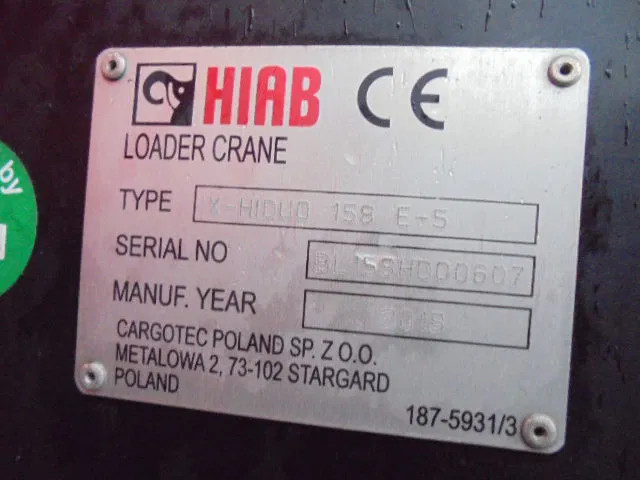 HIAB CE
LOADER CRANE
TYPE X-HIDUO 158 E-5
SERIAL NO
MANUF. YEAR
CARGOTEC POLAND SP. Z O.O.
METALOWA 2, 73-102 STARGARD
POLAND
187-5931/3
by